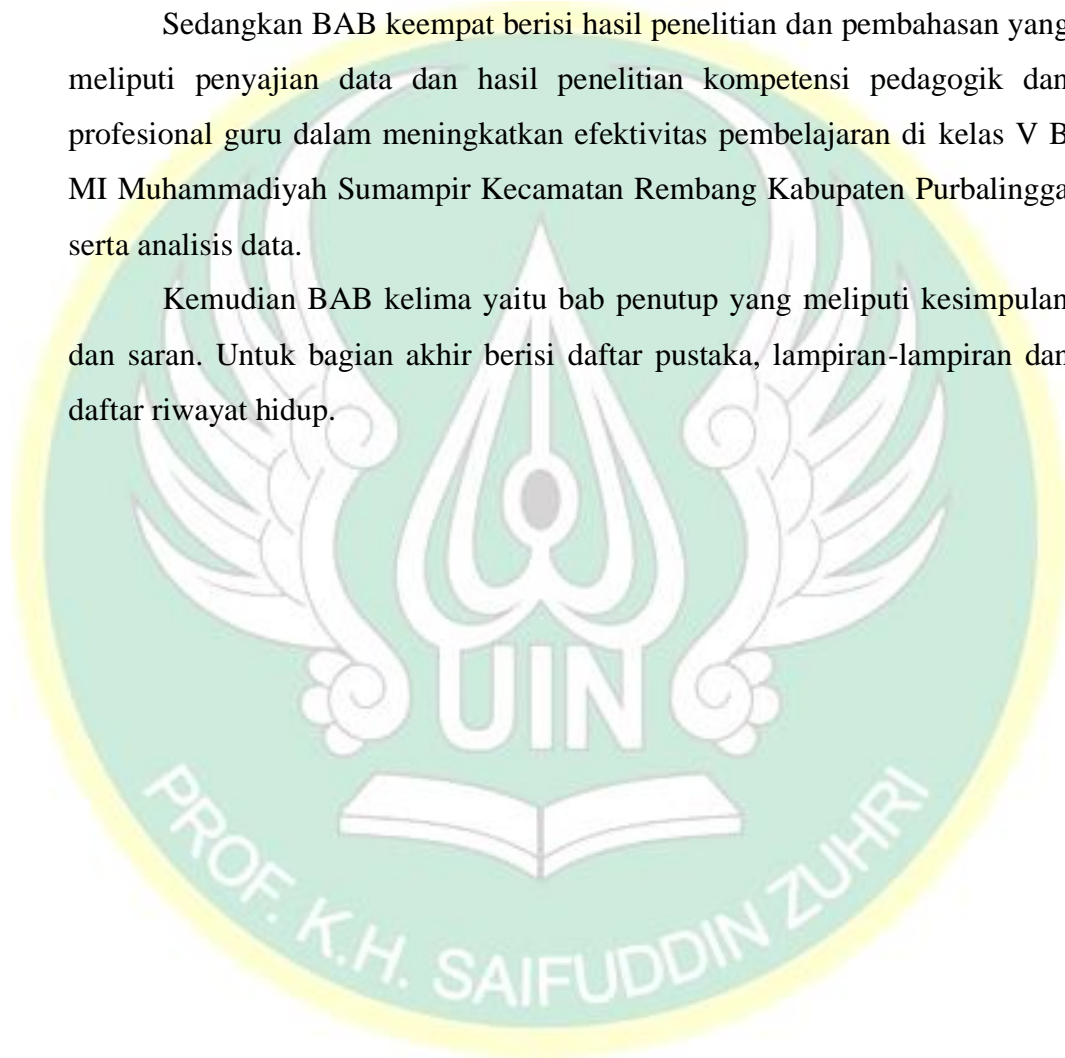 Sedangkan BAB keempat berisi hasil penelitian dan pembahasan yang
meliputi penyajian data dan hasil penelitian kompetensi pedagogik dan
profesional guru dalam meningkatkan efektivitas pembelajaran di kelas V B
MI Muhammadiyah Sumampir Kecamatan Rembang Kabupaten Purbalingga
serta analisis data.
Kemudian BAB kelima yaitu bab penutup yang meliputi kesimpulan
dan saran. Untuk bagian akhir berisi daftar pustaka, lampiran-lampiran dan
daftar riwayat hidup.
UIN
PROF. K.H. SAIFUDDIN ZUHRI